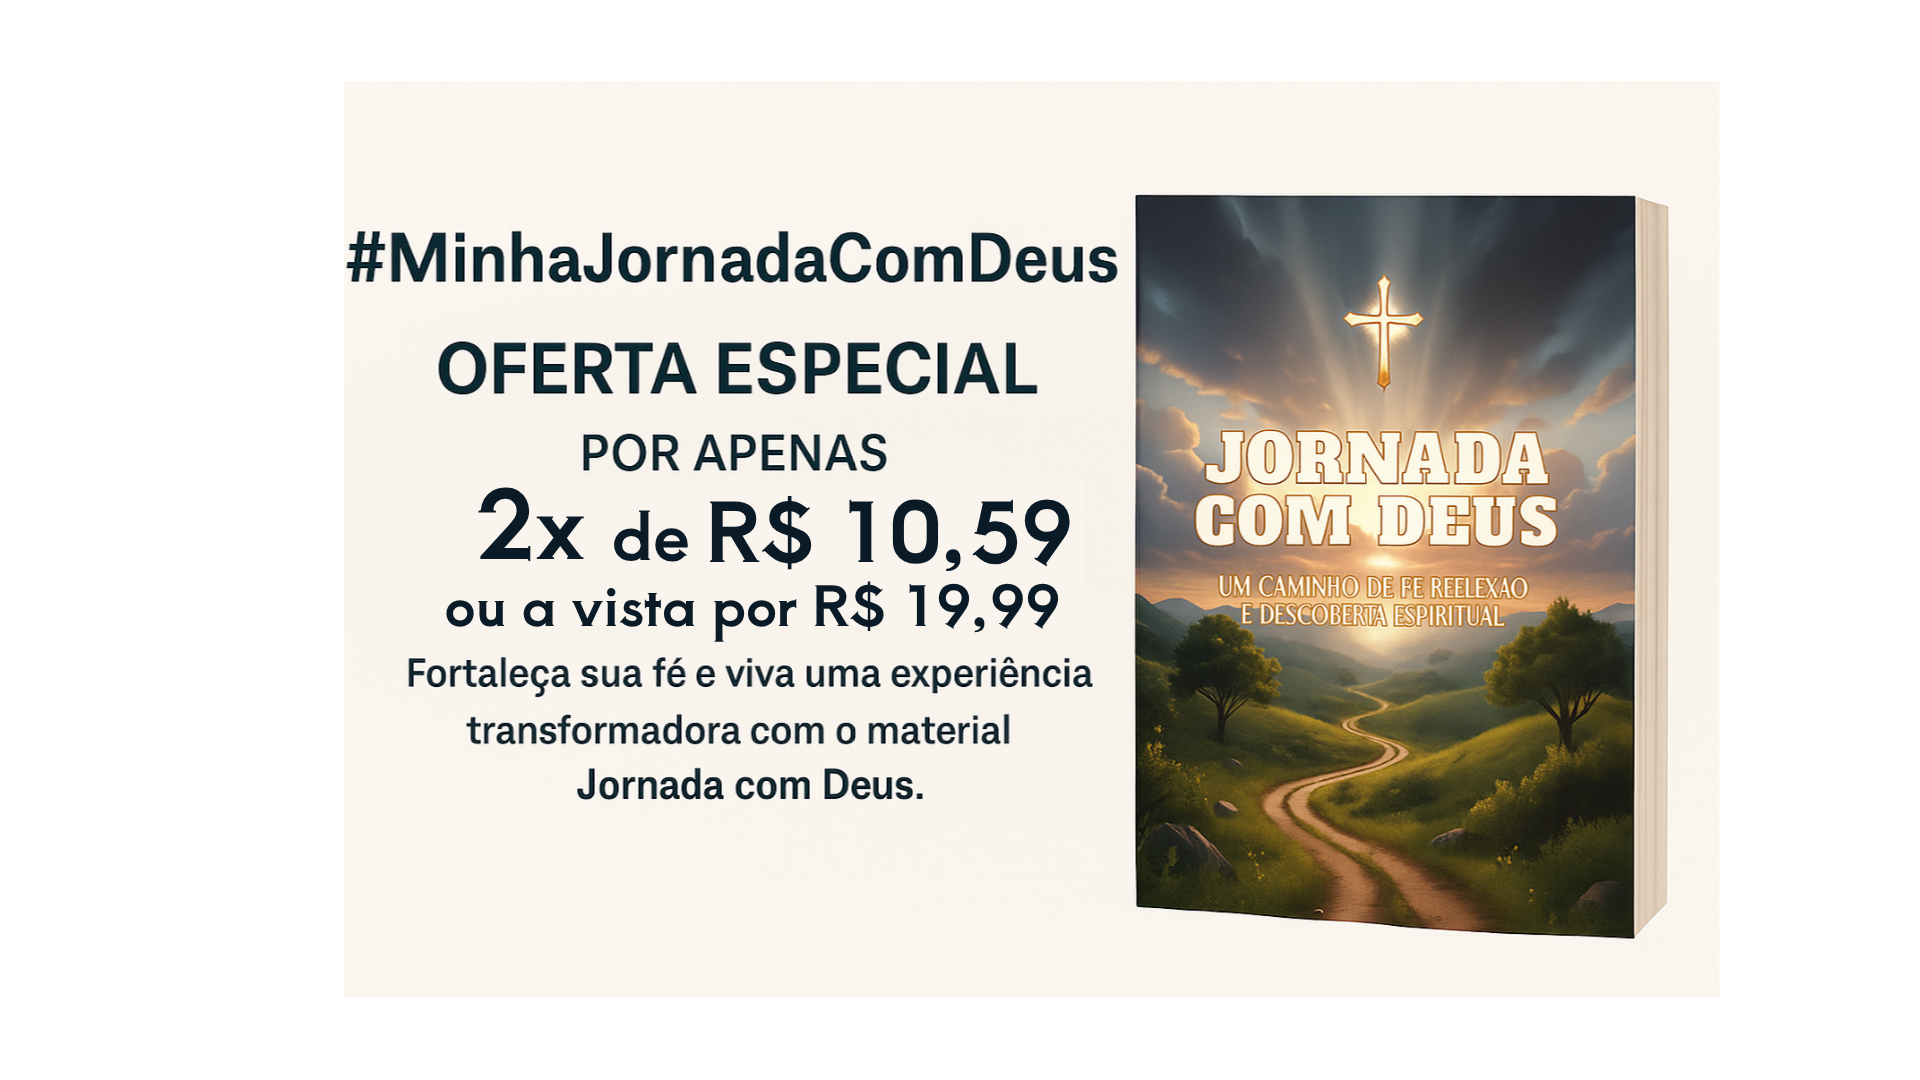 #MinhaJornadaComDeus
OFERTA ESPECIAL
POR APENAS
2x de R$ 10,59
ou a vista por R$ 19,99
Fortaleça sua fé e viva uma experiência
transformadora com o material
Jornada com Deus.
JORNADA
COM DEUS
UM CAMINHO DE FE REELEXAO
E DESCOBERTA ESPIRITUAL